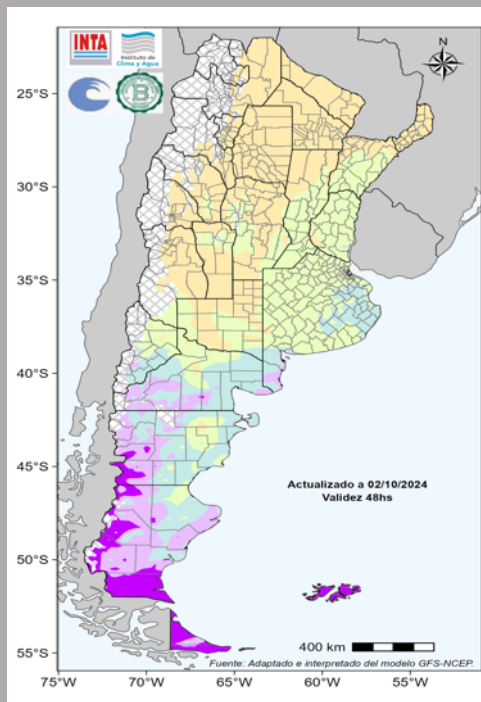 INTA
Instituto de
Clima y Agua
B
N
25°S
30°S
35°S
40°S
45°S
50°S
55°S
Actualizado a 02/10/2024
Validez 48hs
400 km
Fuente: Adaptado e interpretado del modelo GFS-NCEP.
75°W
70°W
65°W
60°W
55°W